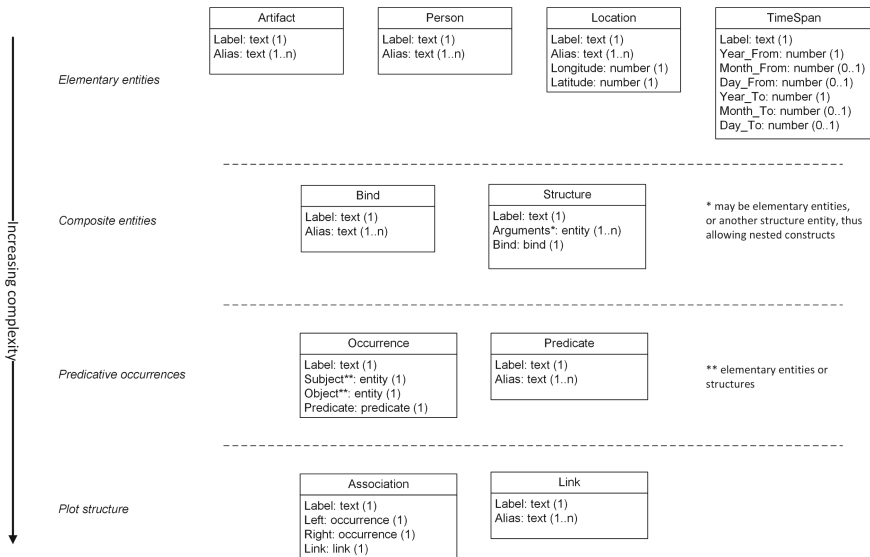 Artifact
Label: text (1)
Alias: text (1..n)
Person
Label: text (1)
Alias: text (1..n)
Location
Label: text (1)
Alias: text (1..n)
Longitude: number (1)
Latitude: number (1)
TimeSpan
Label: text (1)
Year_From: number (1)
Month_From: number (0..1)
Day_From: number (0..1)
Year_To: number (1)
Month_To: number (0..1)
Day_To: number (0..1)
Elementary entities
Increasing complexity
Composite entities
Bind
Label: text (1)
Alias: text (1..n)
Structure
Label: text (1)
Arguments*: entity (1..n)
Bind: bind (1)
* may be elementary entities,
or another structure entity, thus
allowing nested constructs
Predicative occurrences
Occurrence
Label: text (1)
Subject**: entity (1)
Object**: entity (1)
Predicate: predicate (1)
Predicate
Label: text (1)
Alias: text (1..n)
** elementary entities or
structures
Plot structure
Association
Label: text (1)
Left: occurrence (1)
Right: occurrence (1)
Link: link (1)
Link
Label: text (1)
Alias: text (1..n)